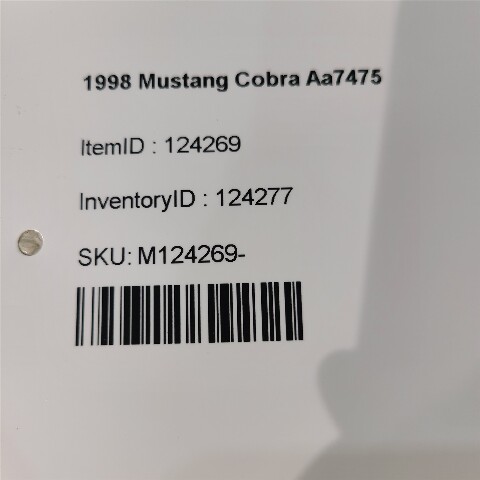 1998 Mustang Cobra Aa7475
ItemID : 124269
InventoryID : 124277
SKU: M124269-